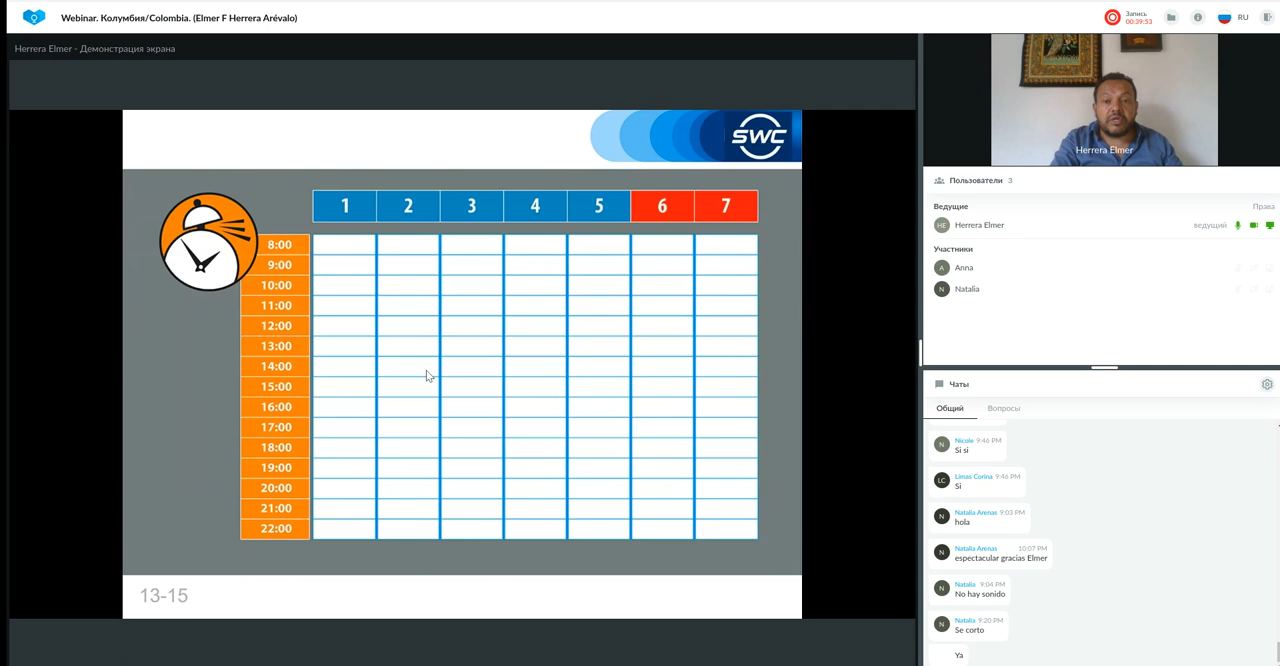 Webinar. Колумбия/Colombia. (Elmer F Herrera Arévalo)
Запись
00:39:53
RU
Herrera Elmer - Демонстрация экрана
SWC
1 2 3 4 5 6 7
8:00
9:00
10:00
11:00
12:00
13:00
14:00
15:00
16:00
17:00
18:00
19:00
20:00
21:00
22:00
13-15
Herrera Elmer
Пользователи 3
Ведущие Права
HE Herrera Elmer ведущий
Участники
A Anna
N Natalia
Чаты
Общий Вопросы
N Nicole 9:46 PM
Si si
LC Limas Corina 9:46 PM
Si
N Natalia Arenas 9:03 PM
hola
N Natalia Arenas 10:07 PM
espectacular gracias Elmer
N Natalia 9:04 PM
No hay sonido
N Natalia 9:20 PM
Se corto
Ya